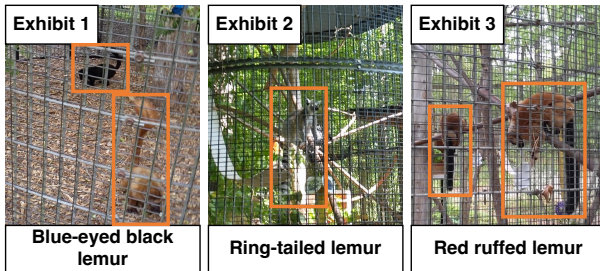 Exhibit 1
Exhibit 2
Exhibit 3
Blue-eyed black
lemur
Ring-tailed lemur
Red ruffed lemur